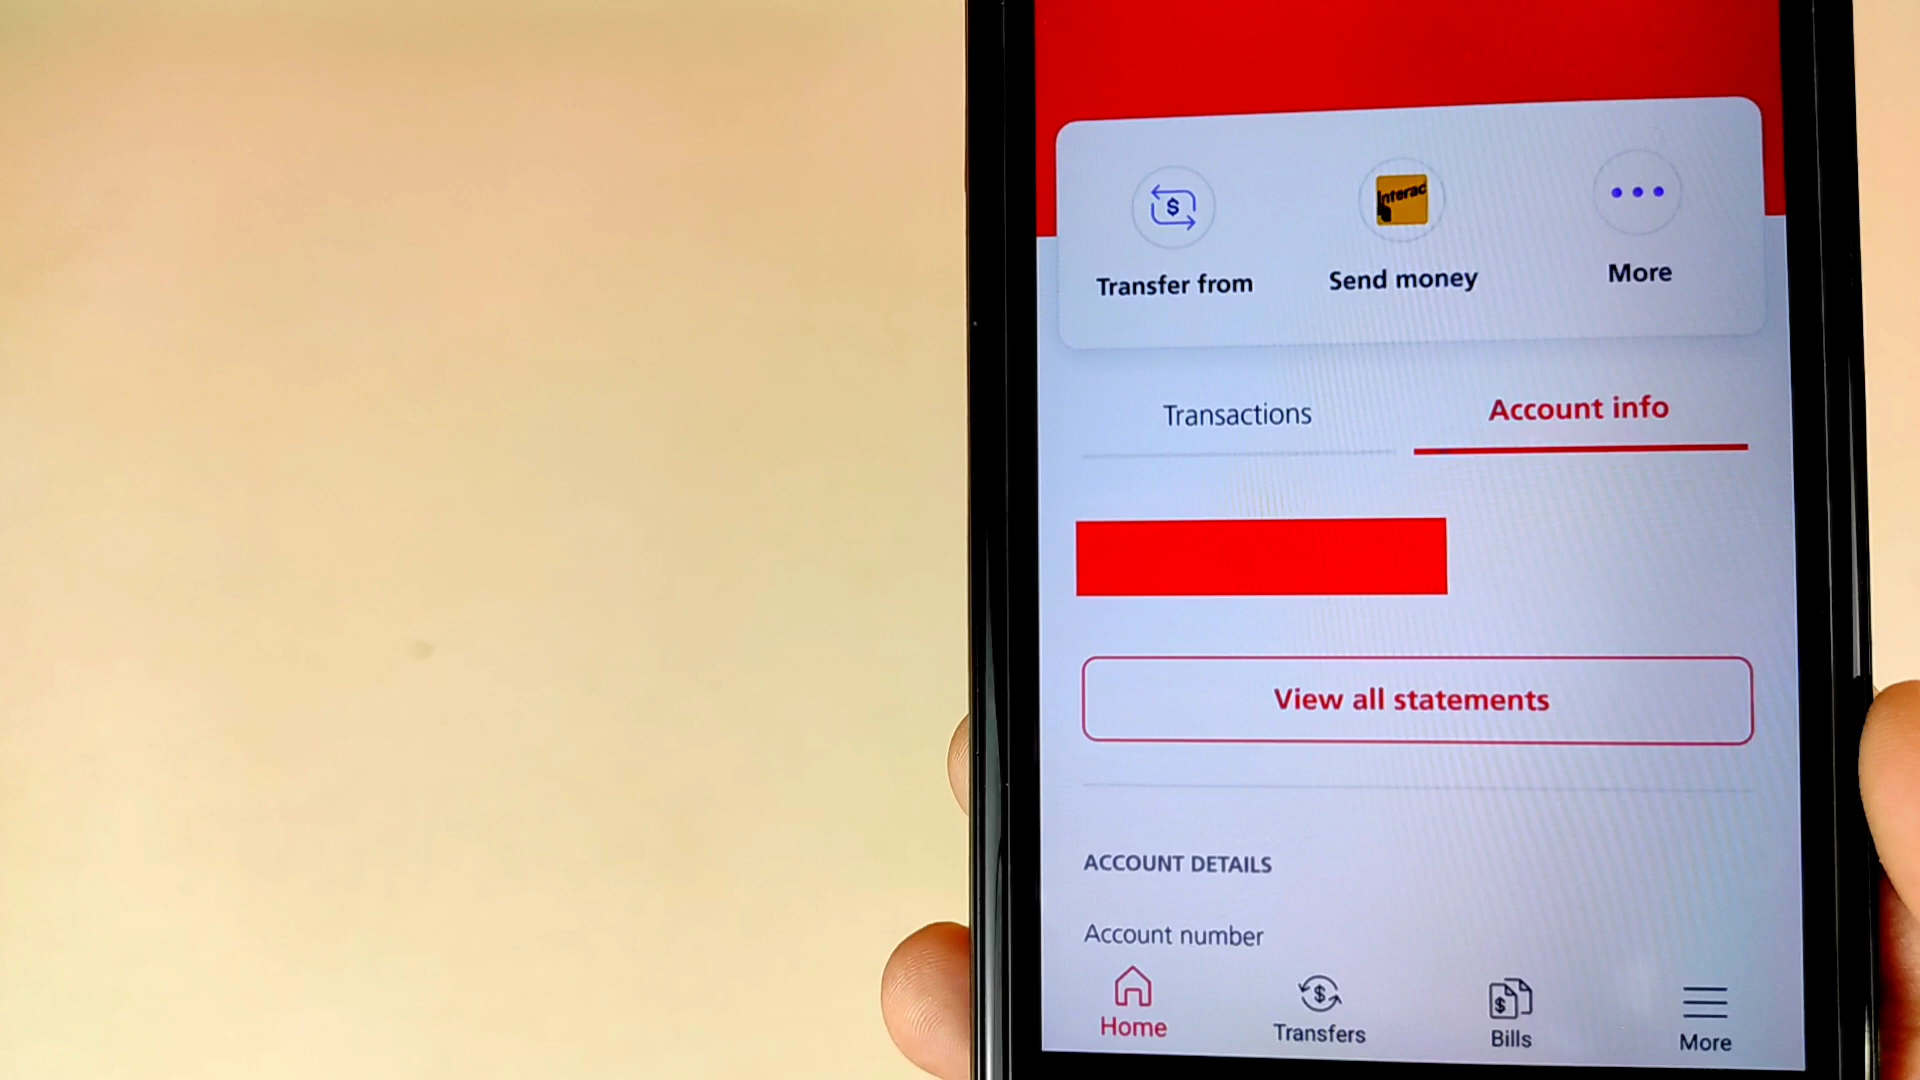 Interac
Transfer from
Send money
More
Transactions
Account info
View all statements
ACCOUNT DETAILS
Account number
Home
Transfers
Bills
More